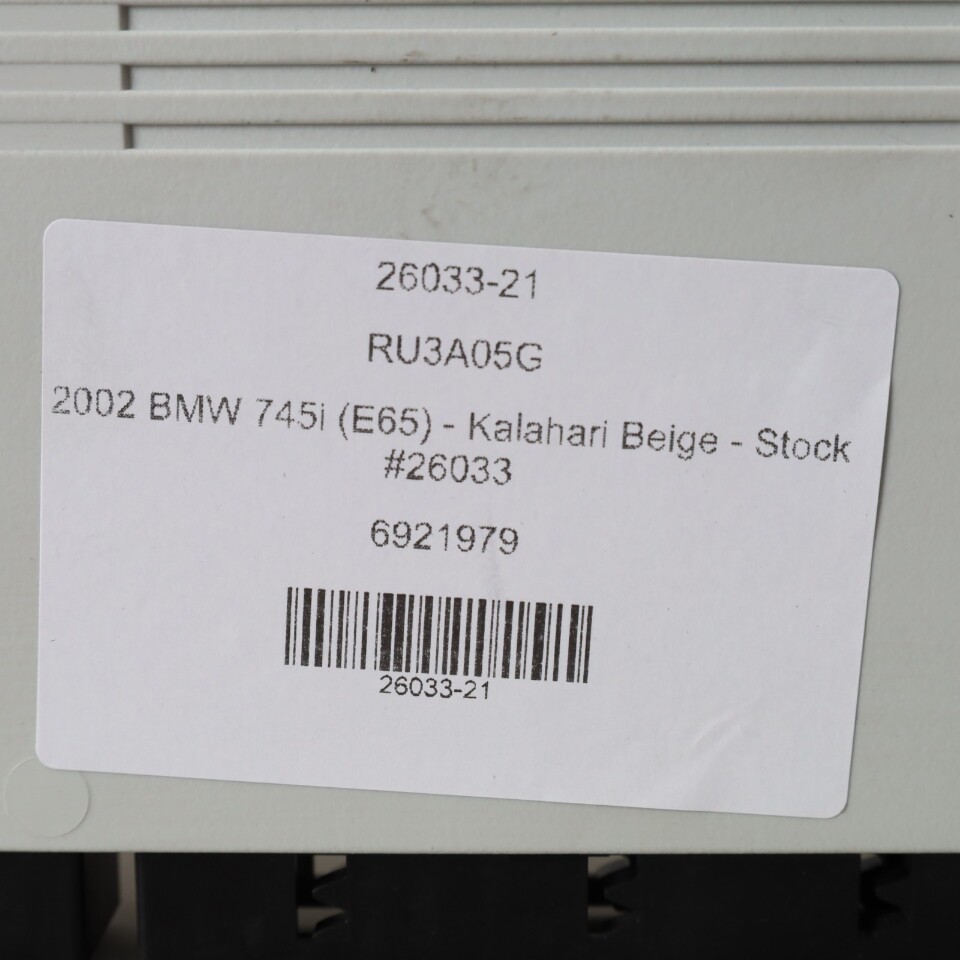 26033-21
RU3A05G
2002 BMW 745i (E65) - Kalahari Beige - Stock
#26033
6921979
26033-21